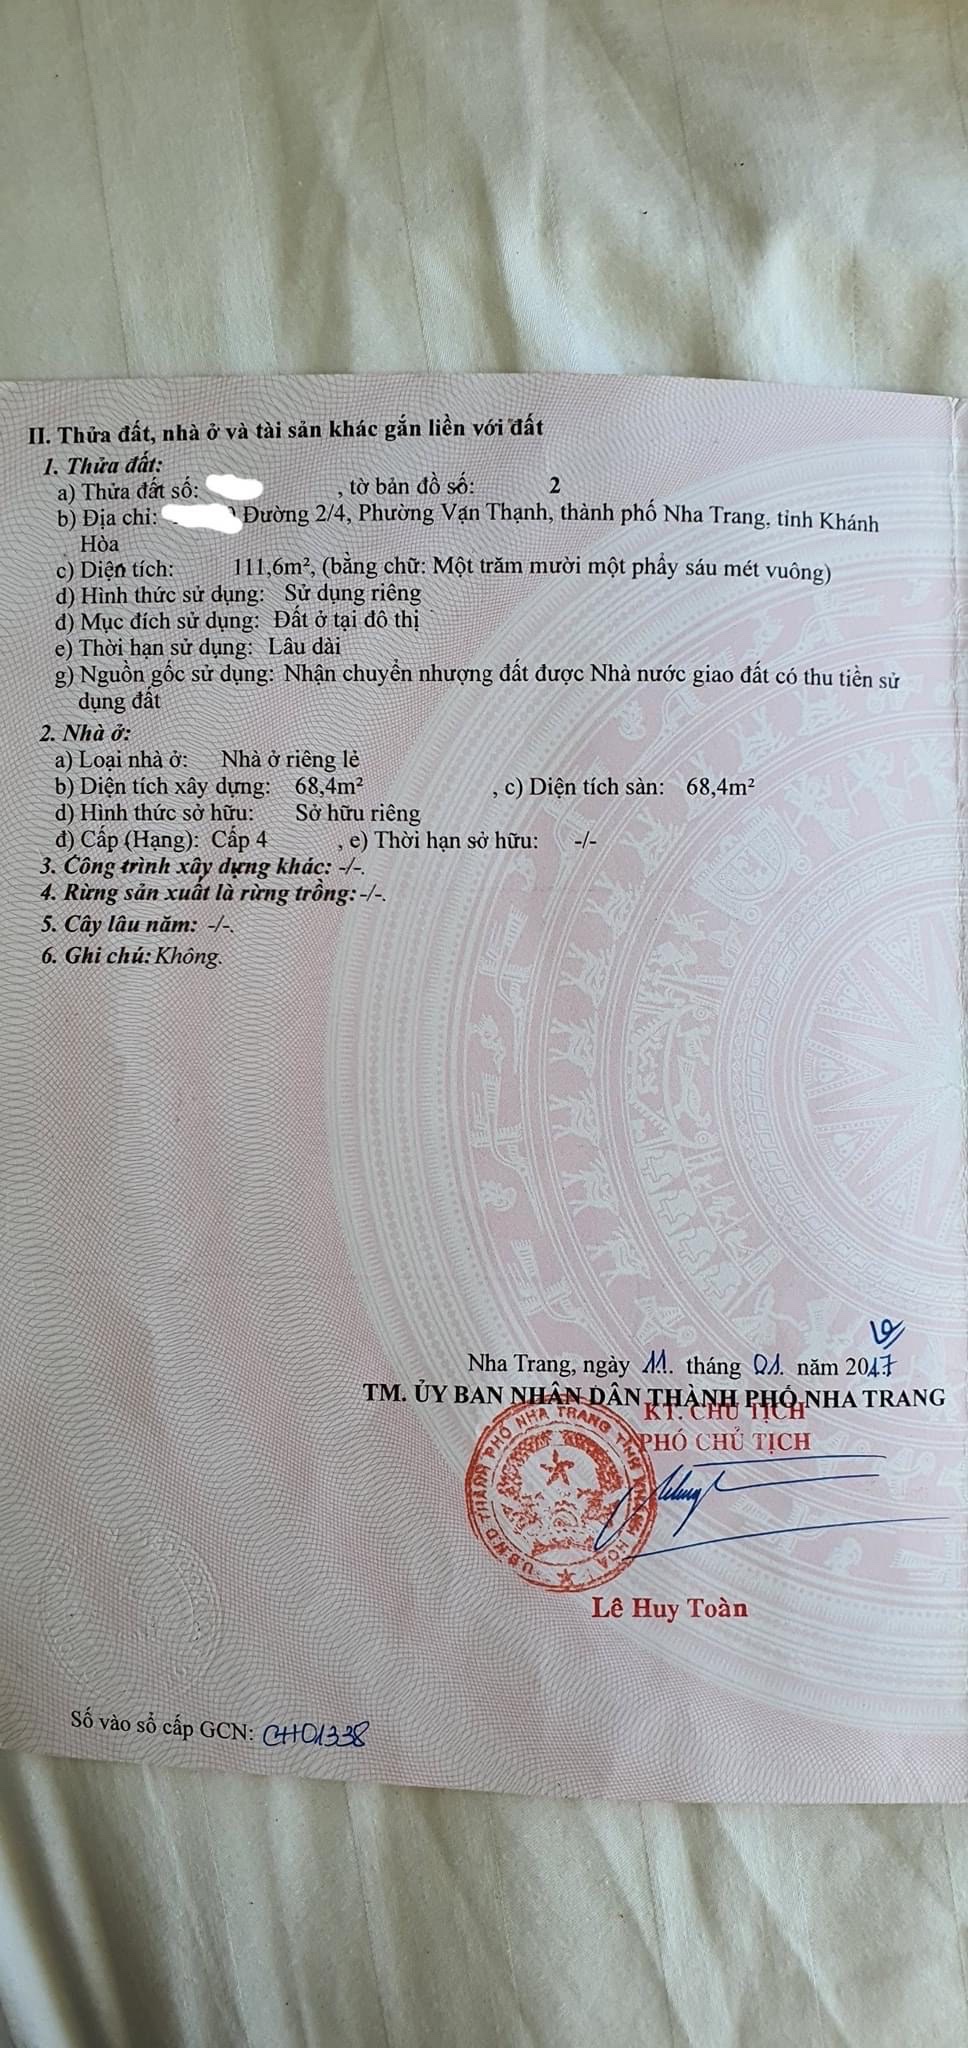 II. Thửa đất, nhà ở và tài sản khác gắn liền với đất
1. Thửa đất:
a) Thửa đất số: , tờ bản đồ số: 2
b) Địa chỉ: Đường 2/4, Phường Vạn Thạnh, thành phố Nha Trang, tỉnh Khánh
Hòa
c) Diện tích: 111,6m², (bằng chữ: Một trăm mười một phẩy sáu mét vuông)
d) Hình thức sử dụng: Sử dụng riêng
đ) Mục đích sử dụng: Đất ở tại đô thị
e) Thời hạn sử dụng: Lâu dài
g) Nguồn gốc sử dụng: Nhận chuyển nhượng đất được Nhà nước giao đất có thu tiền sử
dụng đất
2. Nhà ở:
a) Loại nhà ở: Nhà ở riêng lẻ
b) Diện tích xây dựng: 68,4m² , c) Diện tích sàn: 68,4m²
d) Hình thức sở hữu: Sở hữu riêng
đ) Cấp (Hạng): Cấp 4 , e) Thời hạn sở hữu: -/-
3. Công trình xây dựng khác: -/-.
4. Rừng sản xuất là rừng trồng: -/-.
5. Cây lâu năm: -/-.
6. Ghi chú: Không.
Nha Trang, ngày 11. tháng 01. năm 2017
TM. ỦY BAN NHÂN DÂN THÀNH PHỐ NHA TRANG
KT. CHỦ TỊCH
PHÓ CHỦ TỊCH
U.B.N.D THÀNH PHỐ NHA TRANG TỈNH KHÁNH HÒA
Lê Huy Toàn
Số vào sổ cấp GCN: CH01338